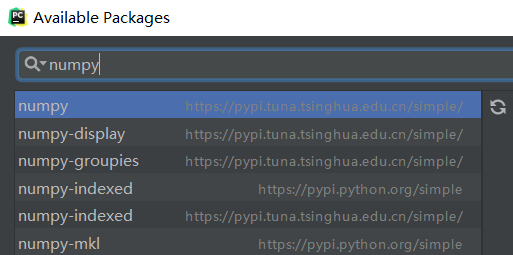 PC Available Packages
numpy
numpy https://pypi.tuna.tsinghua.edu.cn/simple/
numpy-display https://pypi.tuna.tsinghua.edu.cn/simple/
numpy-groupies https://pypi.tuna.tsinghua.edu.cn/simple/
numpy-indexed https://pypi.python.org/simple
numpy-indexed https://pypi.tuna.tsinghua.edu.cn/simple/
numpy-mkl https://pypi.python.org/simple